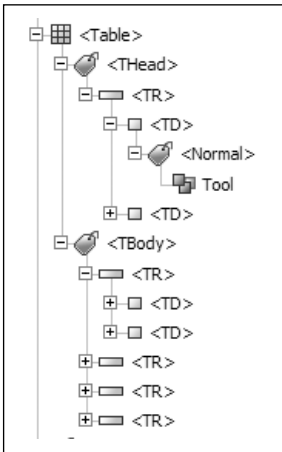 <Table>
<THead>
<TR>
<TD>
<Normal>
Tool
<TD>
<TBody>
<TR>
<TD>
<TD>
<TR>
<TR>
<TR>